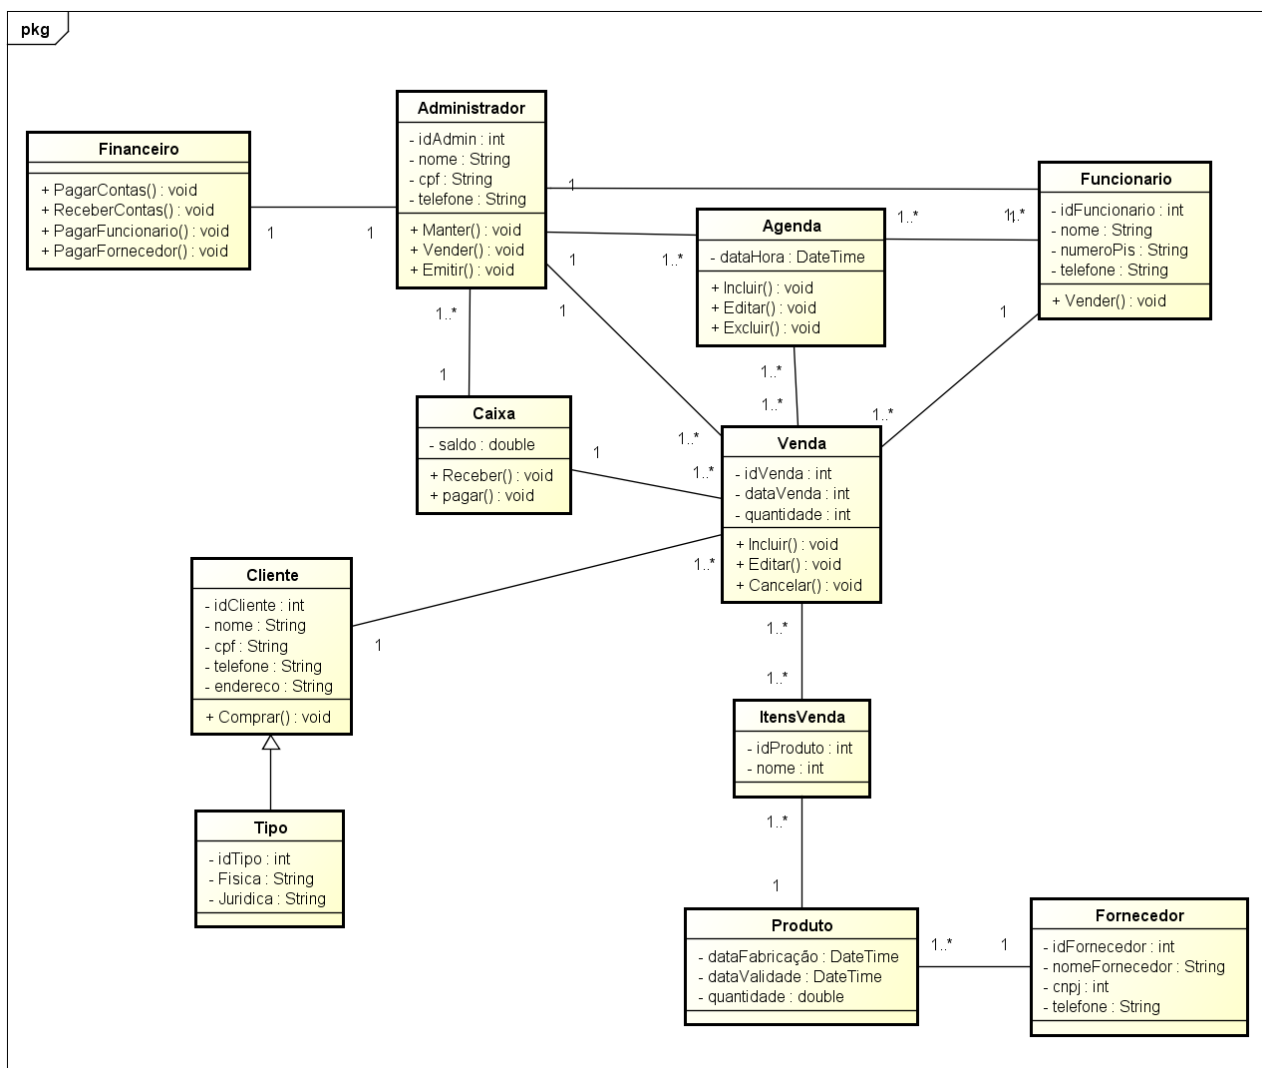 pkg
Financeiro
+ PagarContas() : void
+ ReceberContas() : void
+ PagarFuncionario() : void
+ PagarFornecedor() : void
1
1
Administrador
- idAdmin : int
- nome : String
- cpf : String
- telefone : String
+ Manter() : void
+ Vender() : void
+ Emitir() : void
1
1
1
1..*
1..*
1
Agenda
- dataHora : DateTime
+ Incluir() : void
+ Editar() : void
+ Excluir() : void
1..*
1..*
1..*
Funcionario
- idFuncionario : int
- nome : String
- numeroPis : String
- telefone : String
+ Vender() : void
1
1..*
Caixa
- saldo : double
+ Receber() : void
+ pagar() : void
1
1..*
1..*
1..*
Venda
- idVenda : int
- dataVenda : int
- quantidade : int
+ Incluir() : void
+ Editar() : void
+ Cancelar() : void
1..*
Cliente
- idCliente : int
- nome : String
- cpf : String
- telefone : String
- endereco : String
+ Comprar() : void
1
Tipo
- idTipo : int
- Fisica : String
- Juridica : String
1..*
1..*
ItensVenda
- idProduto : int
- nome : int
1..*
1
Produto
- dataFabricação : DateTime
- dataValidade : DateTime
- quantidade : double
1..*
1
Fornecedor
- idFornecedor : int
- nomeFornecedor : String
- cnpj : int
- telefone : String